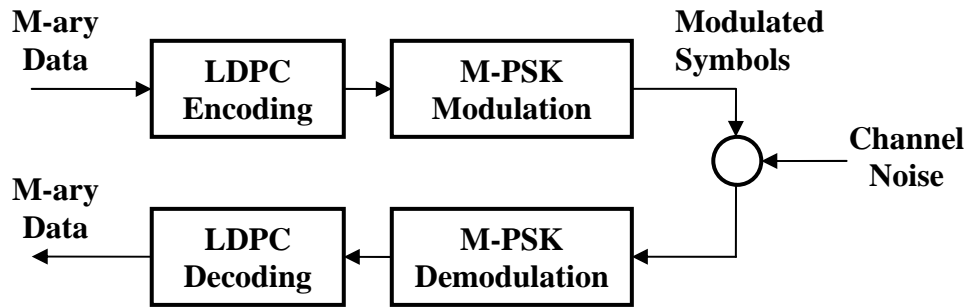 M-ary
Data
LDPC
Encoding
M-PSK
Modulation
Modulated
Symbols
Channel
Noise
M-ary
Data
LDPC
Decoding
M-PSK
Demodulation